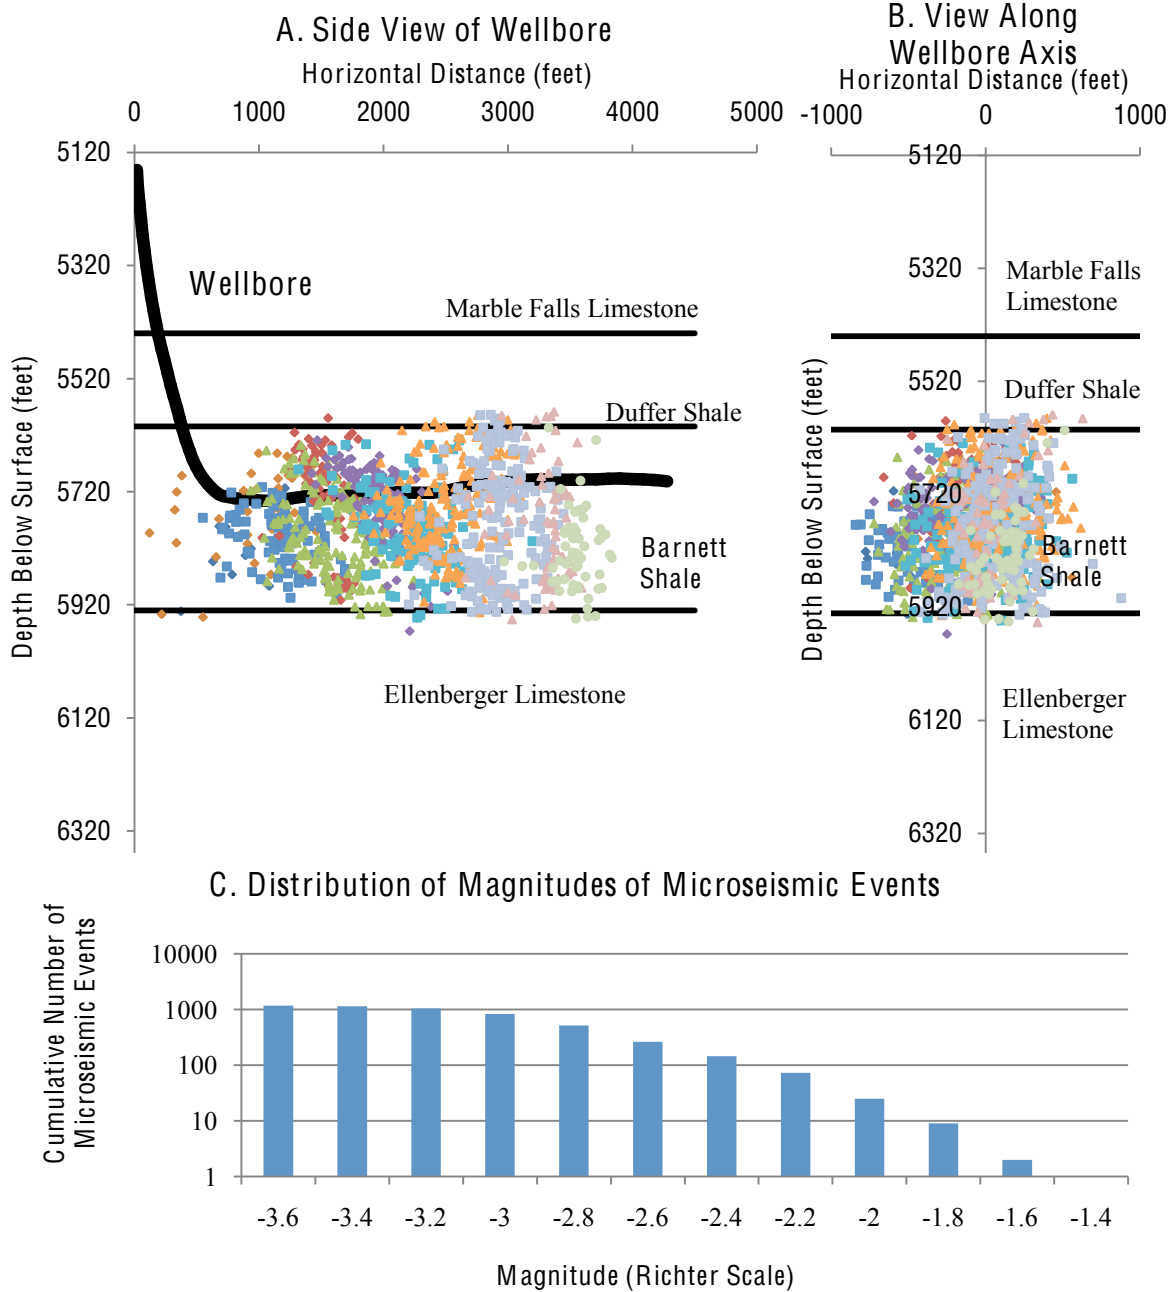 A. Side View of Wellbore
Horizontal Distance (feet)
0 1000 2000 3000 4000 5000
5120
5320
5520
5720
5920
6120
6320
Depth Below Surface (feet)
Wellbore
Marble Falls Limestone
Duffer Shale
Barnett
Shale
Ellenberger Limestone
B. View Along
Wellbore Axis
Horizontal Distance (feet)
-1000 0 1000
5120
5320
5520
5720
5920
6120
6320
Depth Below Surface (feet)
Marble Falls
Limestone
Duffer Shale
Barnett
Shale
Ellenberger
Limestone
C. Distribution of Magnitudes of Microseismic Events
Cumulative Number of
Microseismic Events
10000
1000
100
10
1
-3.6 -3.4 -3.2 -3 -2.8 -2.6 -2.4 -2.2 -2 -1.8 -1.6 -1.4
Magnitude (Richter Scale)